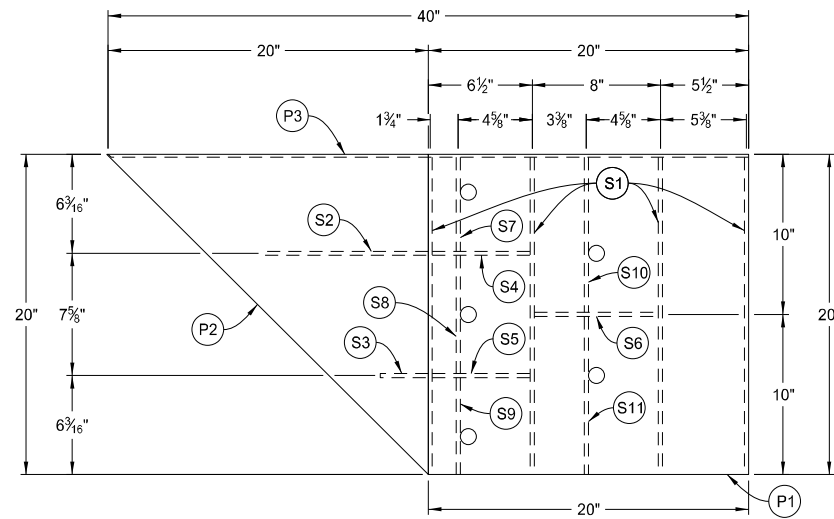 40"
20" 20"
6½" 8" 5½"
1¾" 4⅝" 3⅜" 4⅝" 5⅜"
P3
S1
6³⁄₁₆" S2 S7 10"
S4 S10
20" 7⅝" P2 S8 S6 20
S3 S5
6³⁄₁₆" S9 S11 10"
P1
20"